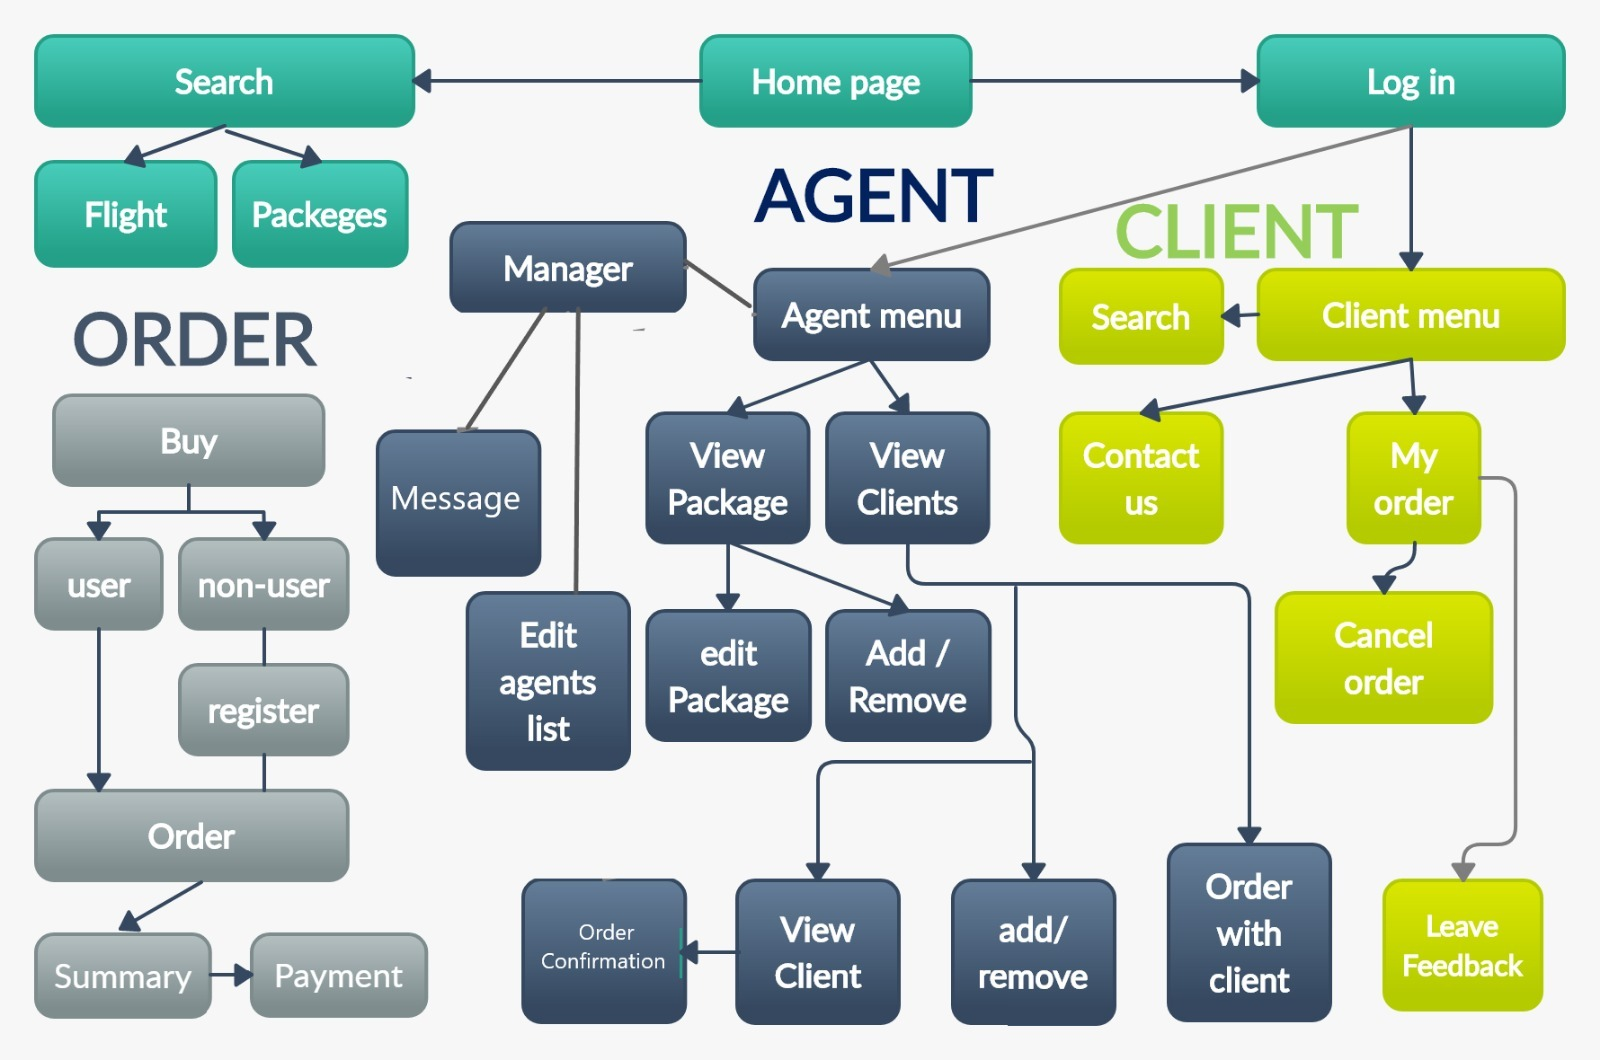 Search
Home page
Log in
Flight
Packeges
AGENT
CLIENT
Manager
Agent menu
Search
Client menu
ORDER
Buy
Message
View
Package
View
Clients
Contact
us
My
order
user
non-user
Edit
agents
list
edit
Package
Add /
Remove
Cancel
order
register
Order
Summary
Payment
Order
Confirmation
View
Client
add/
remove
Order
with
client
Leave
Feedback